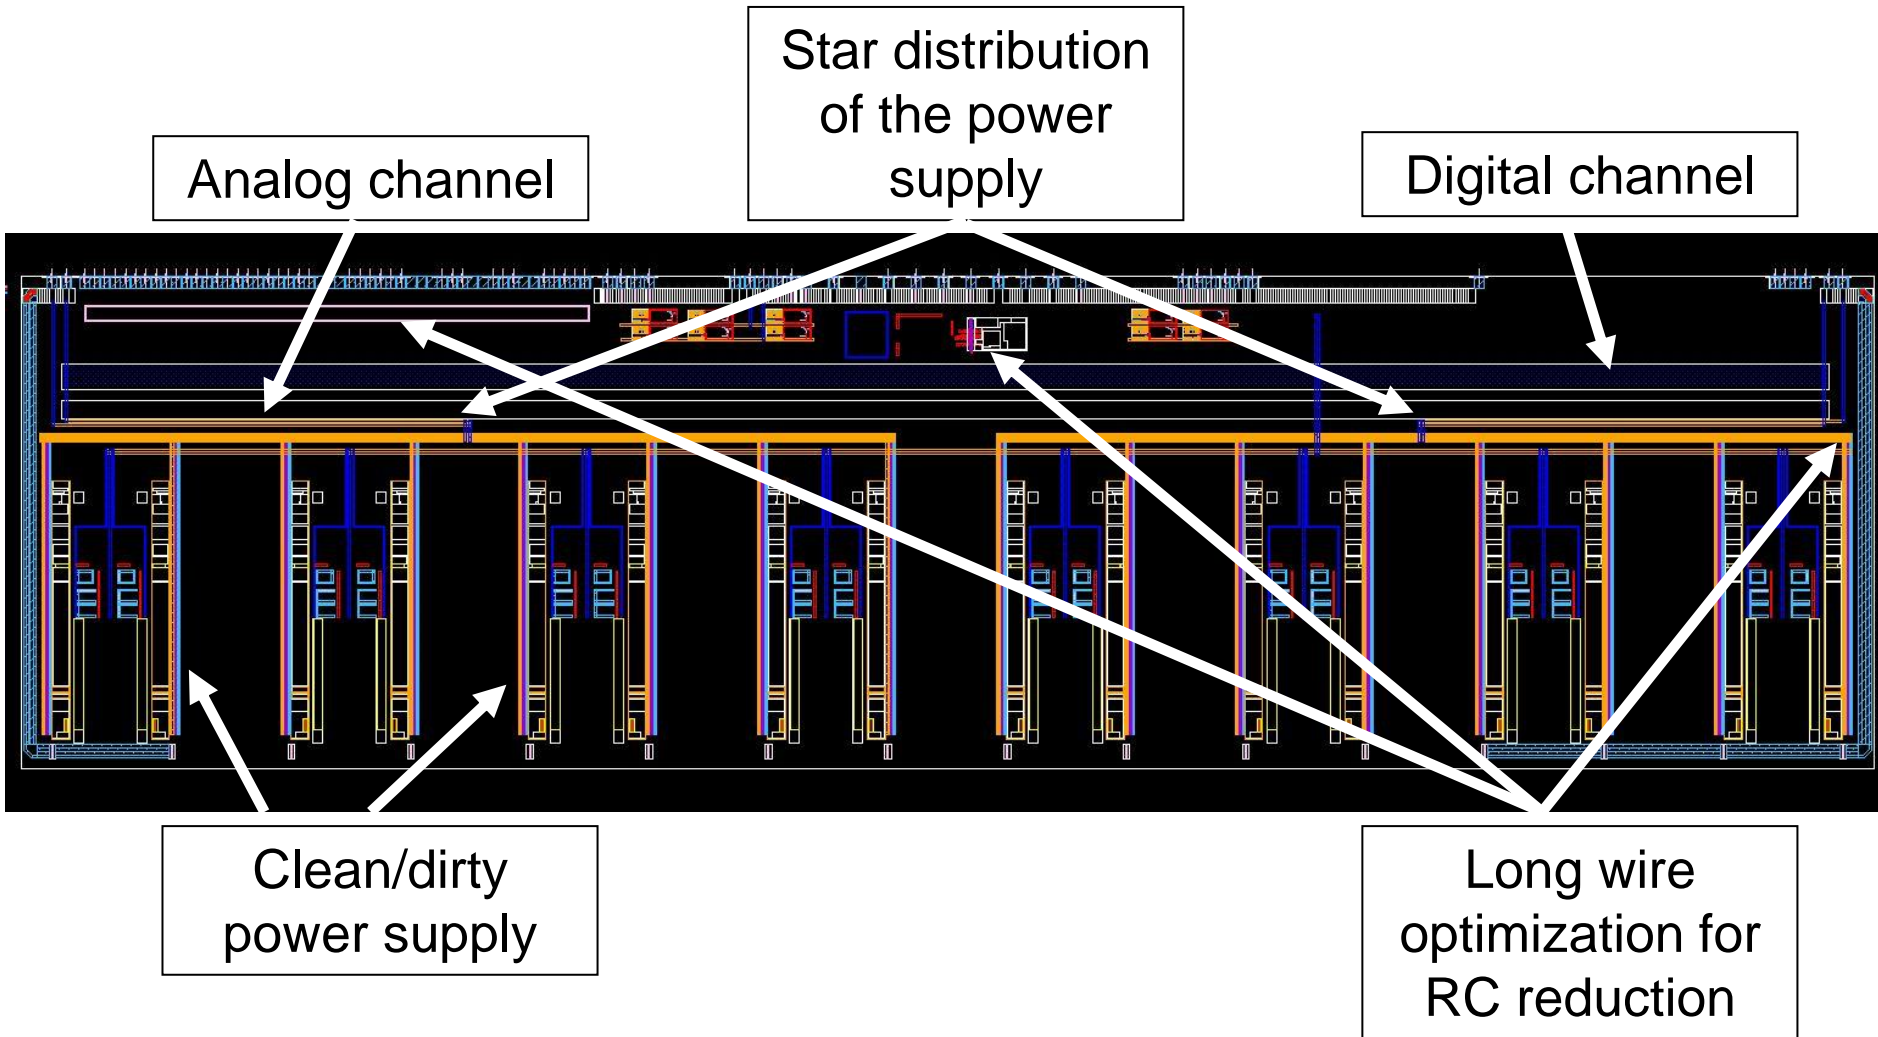 Star distribution
of the power
supply
Analog channel
Digital channel
Clean/dirty
power supply
Long wire
optimization for
RC reduction